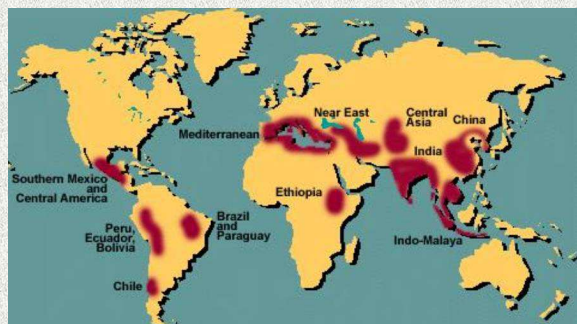 Near East
Central
Asia
China
Mediterranean
India
Southern Mexico
and
Central America
Ethiopia
Peru,
Ecuador,
Bolivia
Brazil
and
Paraguay
Indo-Malaya
Chile